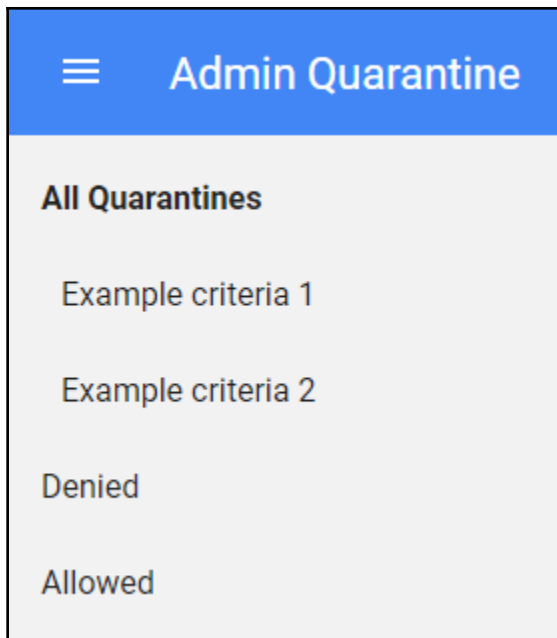 Admin Quarantine
All Quarantines
Example criteria 1
Example criteria 2
Denied
Allowed